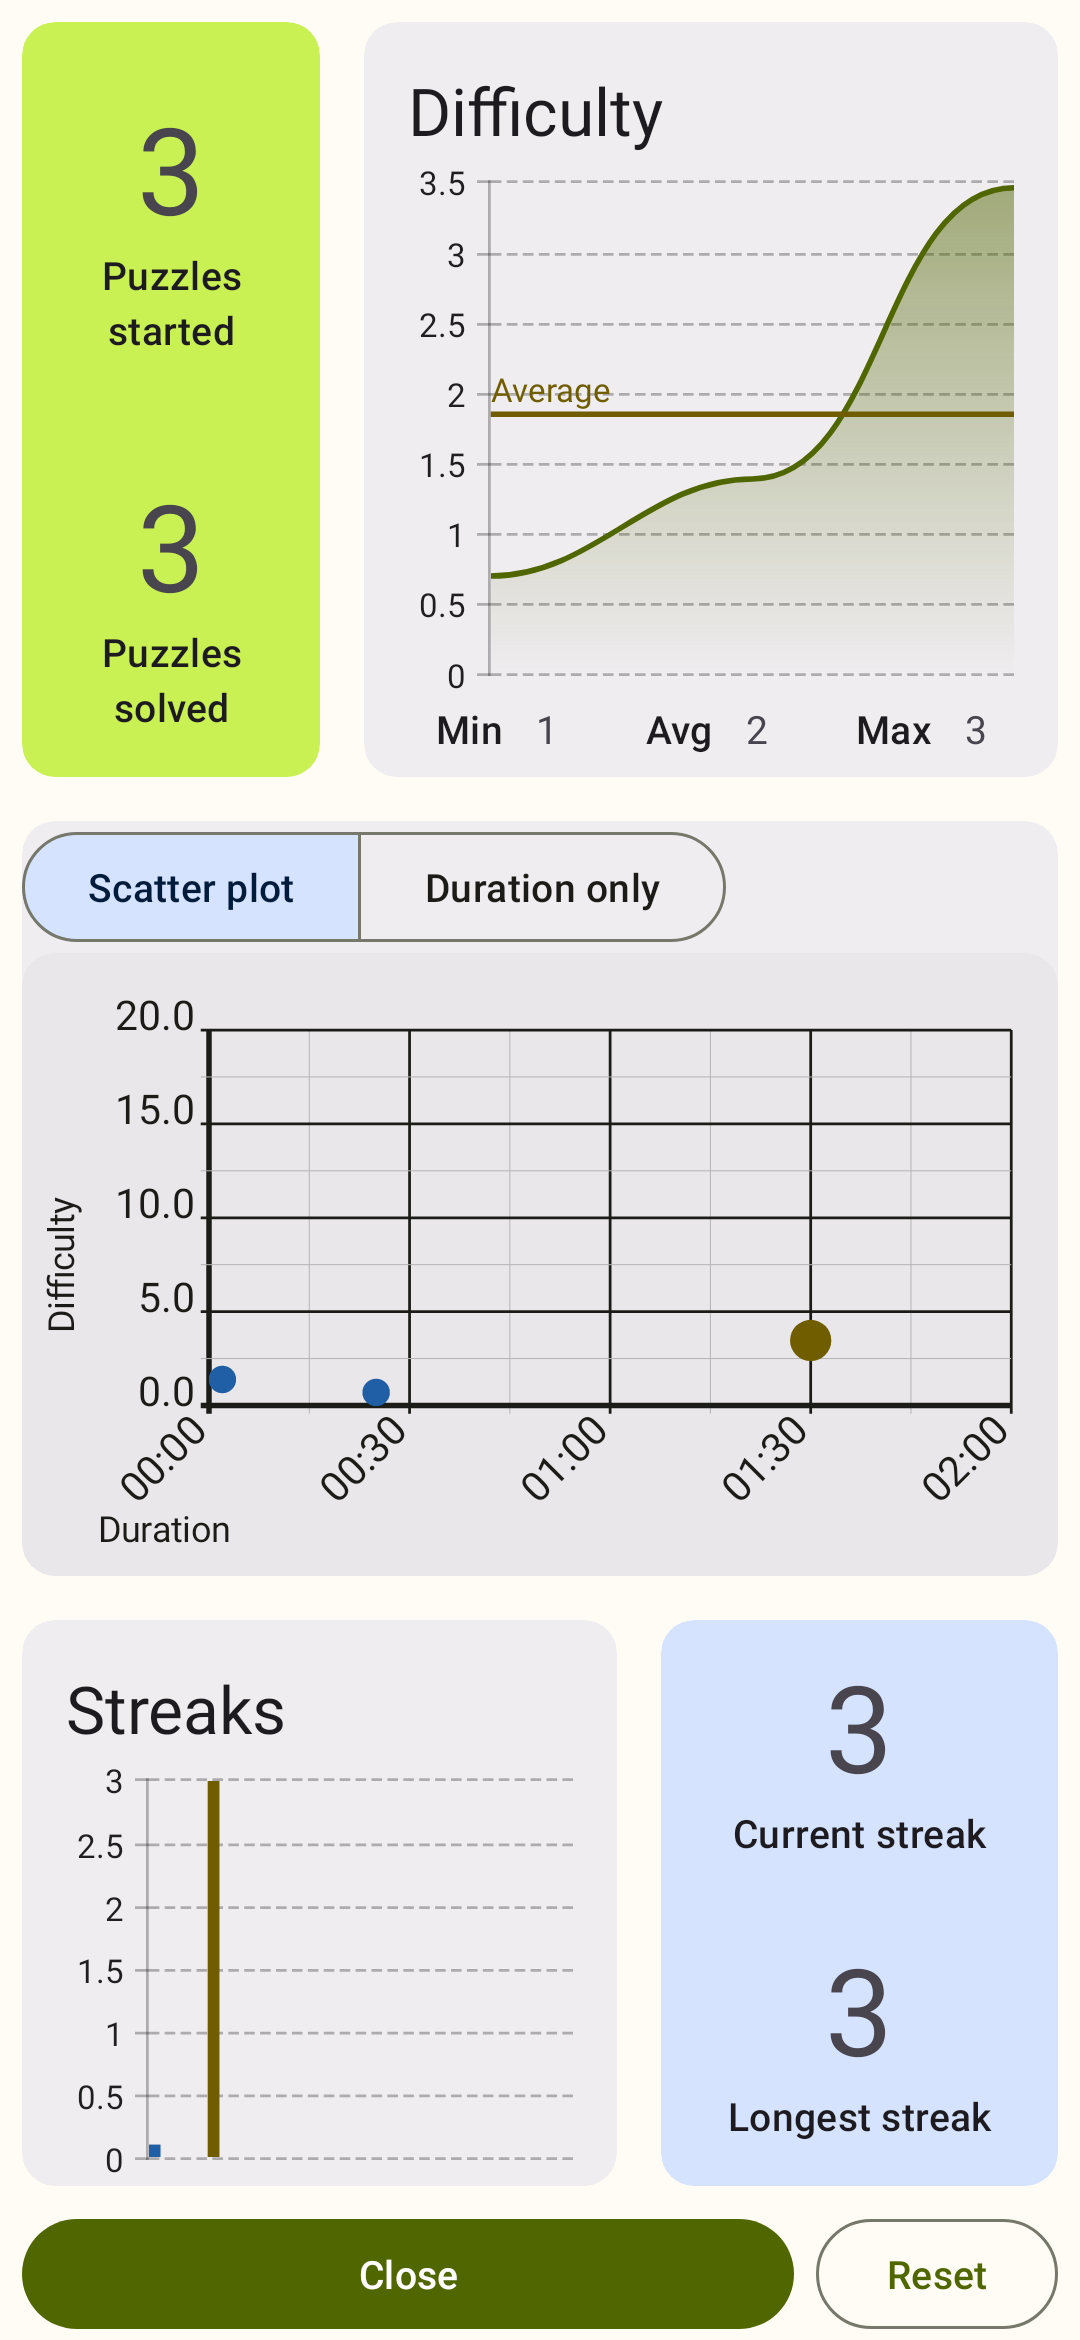 3
Puzzles
started
3
Puzzles
solved
Difficulty
3.5
3
2.5
2
Average
1.5
1
0.5
0
Min 1 Avg 2 Max 3
Scatter plot Duration only
20.0
15.0
10.0
5.0
0.0
Difficulty
00:00 00:30 01:00 01:30 02:00
Duration
Streaks
3
2.5
2
1.5
1
0.5
0
3
Current streak
3
Longest streak
Close Reset